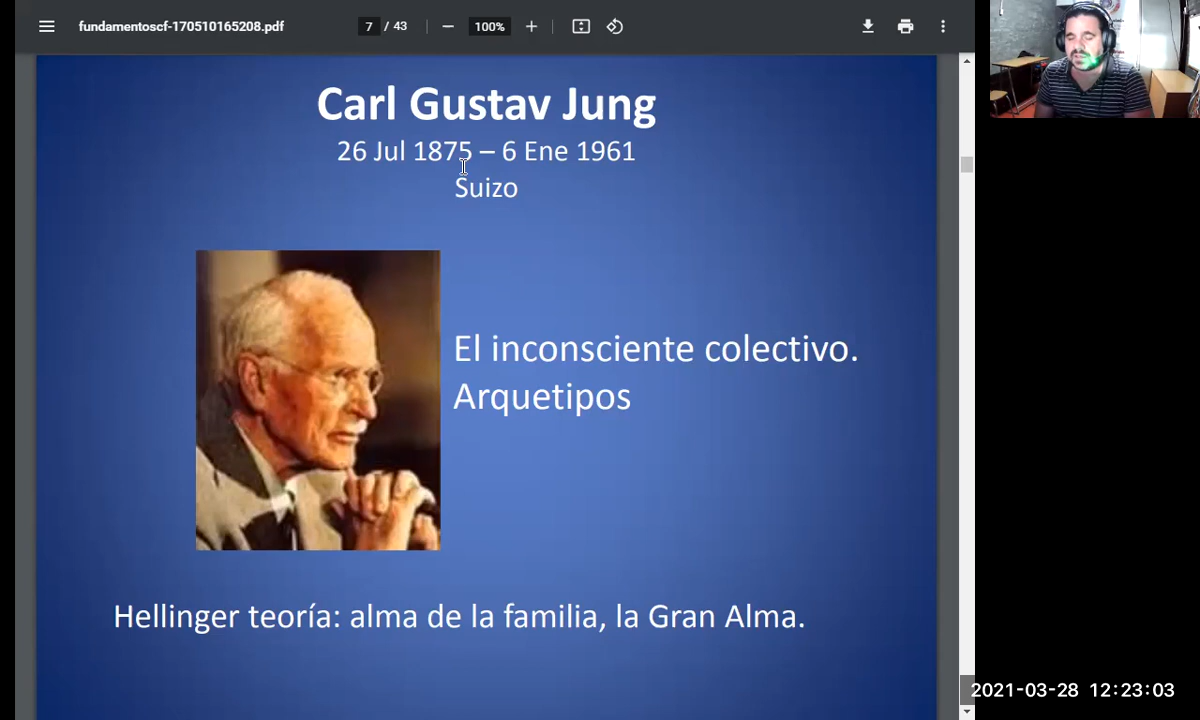 fundamentoscf-170510165208.pdf
7 / 43
100%
Carl Gustav Jung
26 Jul 1875 – 6 Ene 1961
Suizo
El inconsciente colectivo.
Arquetipos
Hellinger teoría: alma de la familia, la Gran Alma.
2021-03-28 12:23:03